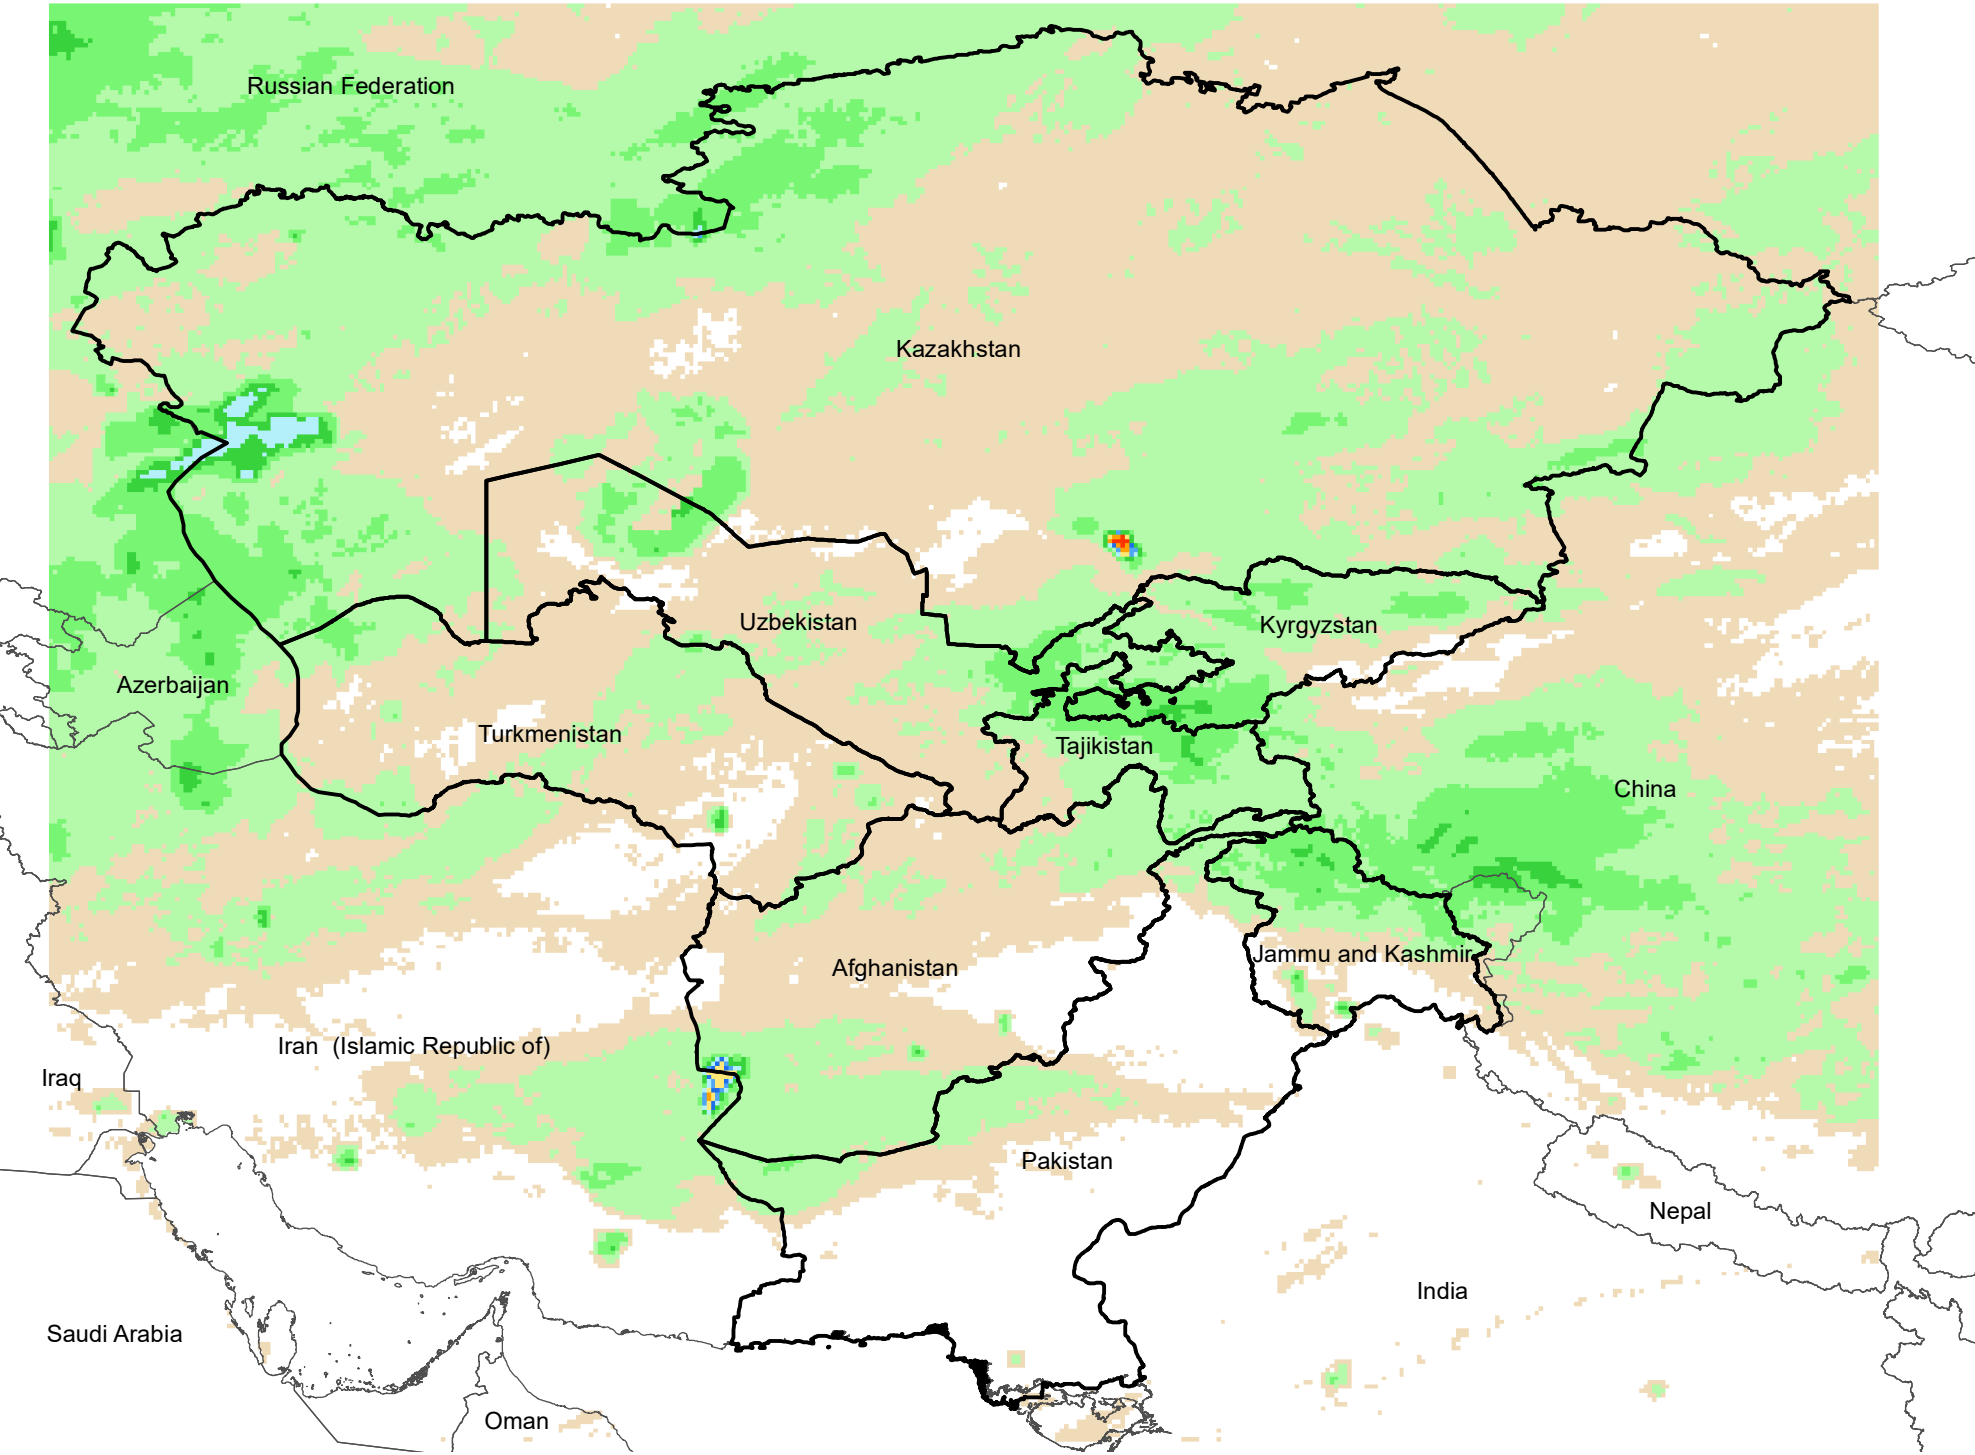 Russian Federation
Kazakhstan
Uzbekistan
Kyrgyzstan
Azerbaijan
Turkmenistan
Tajikistan
China
Jammu and Kashmir
Afghanistan
Iran (Islamic Republic of)
Iraq
Pakistan
Nepal
India
Saudi Arabia
Oman